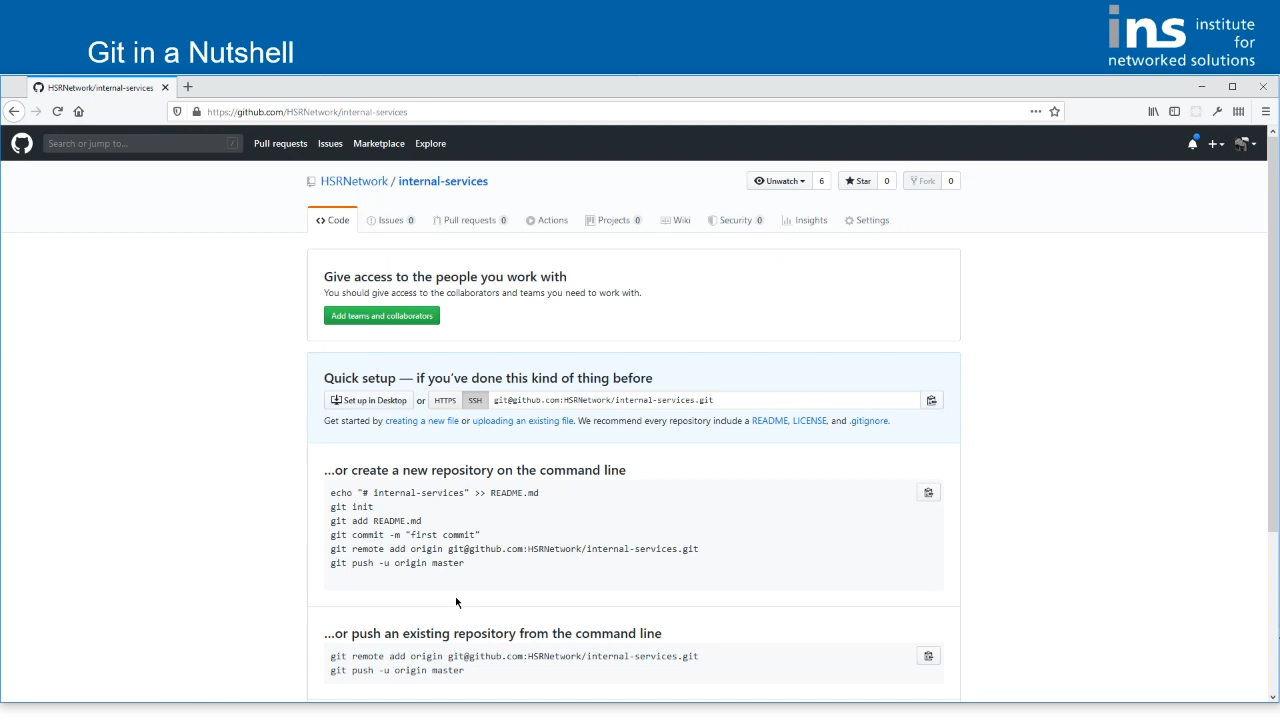 Git in a Nutshell
ins institute for networked solutions
HSRNetwork/internal-services
https://github.com/HSRNetwork/internal-services
Search or jump to... /
Pull requests Issues Marketplace Explore
HSRNetwork / internal-services
Unwatch 6 Star 0 Fork 0
Code Issues 0 Pull requests 0 Actions Projects 0 Wiki Security 0 Insights Settings
Give access to the people you work with
You should give access to the collaborators and teams you need to work with.
Add teams and collaborators
Quick setup — if you've done this kind of thing before
Set up in Desktop or HTTPS SSH git@github.com:HSRNetwork/internal-services.git
Get started by creating a new file or uploading an existing file. We recommend every repository include a README, LICENSE, and .gitignore.
…or create a new repository on the command line
echo "# internal-services" >> README.md
git init
git add README.md
git commit -m "first commit"
git remote add origin git@github.com:HSRNetwork/internal-services.git
git push -u origin master
…or push an existing repository from the command line
git remote add origin git@github.com:HSRNetwork/internal-services.git
git push -u origin master